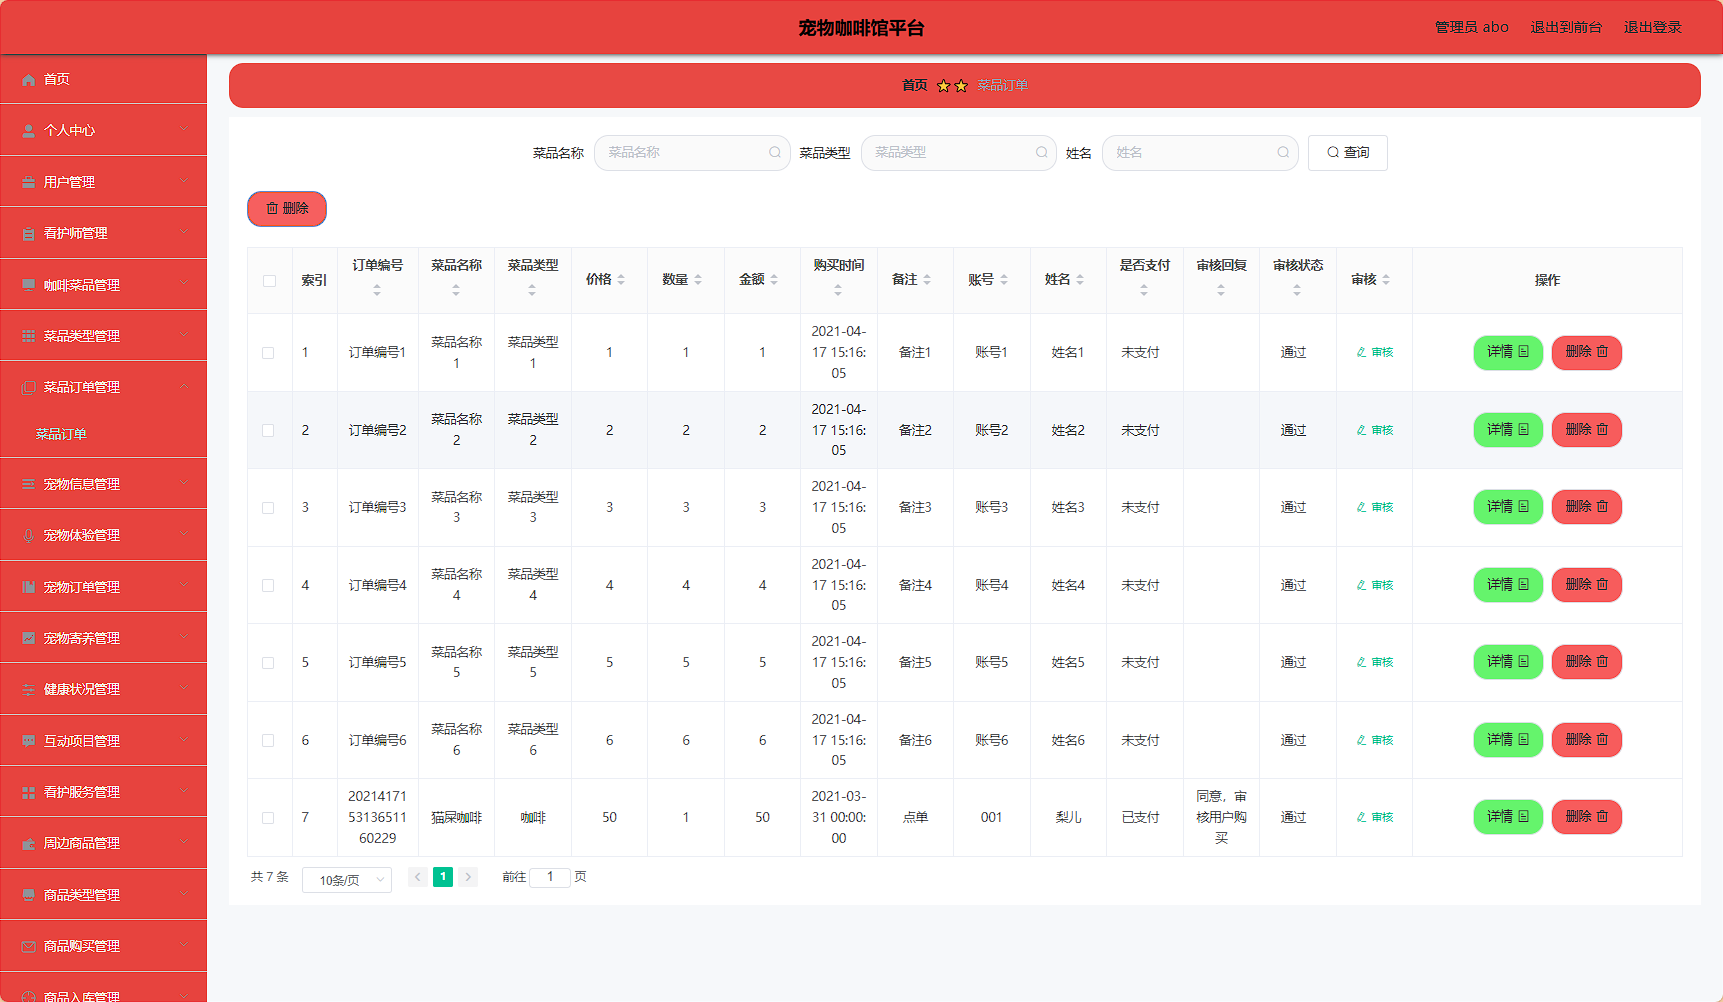 宠物咖啡馆平台
管理员 abo 退出到前台 退出登录
首页
个人中心
用户管理
看护师管理
咖啡菜品管理
菜品类型管理
菜品订单管理
菜品订单
宠物信息管理
宠物体验管理
宠物订单管理
宠物寄养管理
健康状况管理
互动项目管理
看护服务管理
周边商品管理
商品类型管理
商品购买管理
商品入库管理
首页 菜品订单
菜品名称 菜品名称 菜品类型 菜品类型 姓名 姓名 查询
删除
索引 订单编号 菜品名称 菜品类型 价格 数量 金额 购买时间 备注 账号 姓名 是否支付 审核回复 审核状态 审核 操作
1 订单编号1 菜品名称1 菜品类型1 1 1 1 2021-04-17 15:16:05 备注1 账号1 姓名1 未支付 通过 审核 详情 删除
2 订单编号2 菜品名称2 菜品类型2 2 2 2 2021-04-17 15:16:05 备注2 账号2 姓名2 未支付 通过 审核 详情 删除
3 订单编号3 菜品名称3 菜品类型3 3 3 3 2021-04-17 15:16:05 备注3 账号3 姓名3 未支付 通过 审核 详情 删除
4 订单编号4 菜品名称4 菜品类型4 4 4 4 2021-04-17 15:16:05 备注4 账号4 姓名4 未支付 通过 审核 详情 删除
5 订单编号5 菜品名称5 菜品类型5 5 5 5 2021-04-17 15:16:05 备注5 账号5 姓名5 未支付 通过 审核 详情 删除
6 订单编号6 菜品名称6 菜品类型6 6 6 6 2021-04-17 15:16:05 备注6 账号6 姓名6 未支付 通过 审核 详情 删除
7 202141715313651160229 猫屎咖啡 咖啡 50 1 50 2021-03-31 00:00:00 点单 001 梨儿 已支付 同意，审核用户购买 通过 审核 详情 删除
共 7 条 10条/页 1 前往 1 页